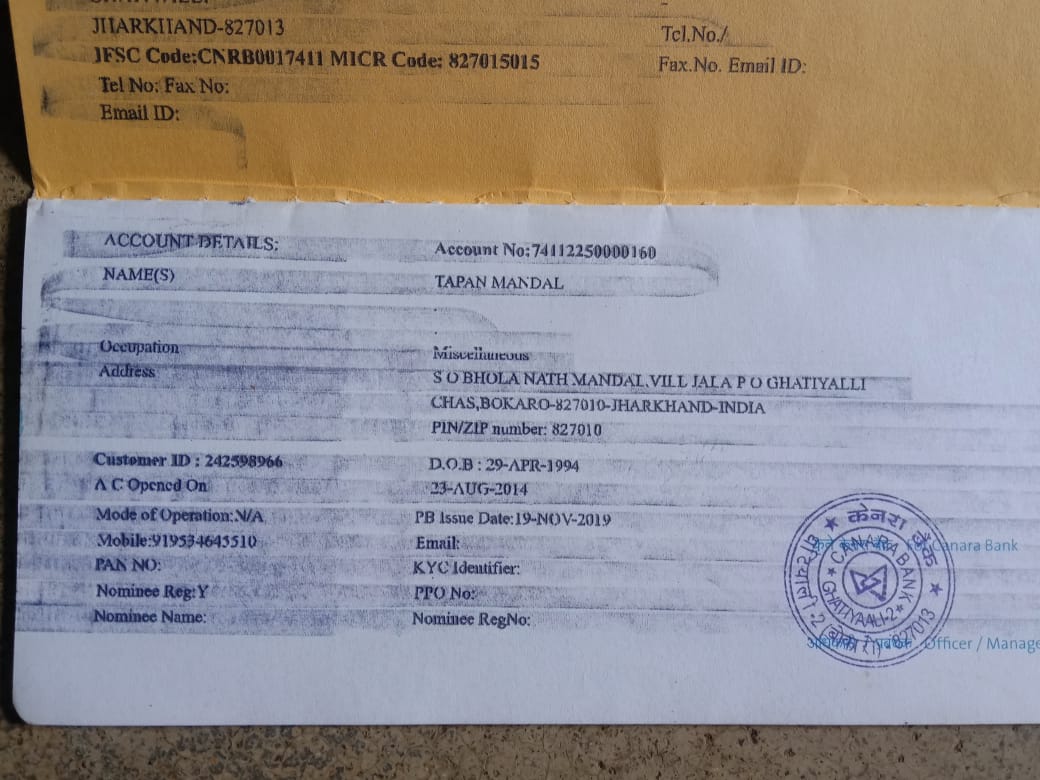 JHARKHAND-827013
Tel.No./
IFSC Code:CNRB0017411 MICR Code: 827015015
Fax.No. Email ID:
Tel No: Fax No:
Email ID:
ACCOUNT DETAILS: Account No:74112250000160
NAME(S) TAPAN MANDAL
Occupation Miscellaneous
Address S O BHOLA NATH MANDAL,VILL JALA P O GHATIYALLI
CHAS,BOKARO-827010-JHARKHAND-INDIA
PIN/ZIP number: 827010
Customer ID : 242598966 D.O.B : 29-APR-1994
A C Opened On 23-AUG-2014
Mode of Operation:N/A PB Issue Date:19-NOV-2019
Mobile:919534645510 Email:
PAN NO: KYC Identifier:
Nominee Reg:Y PPO No:
Nominee Name: Nominee RegNo:
कृते केनरा बैंक For Canara Bank
केनरा बैंक
CANARA BANK
GHATIYAALI-2
827013
Officer / Manage